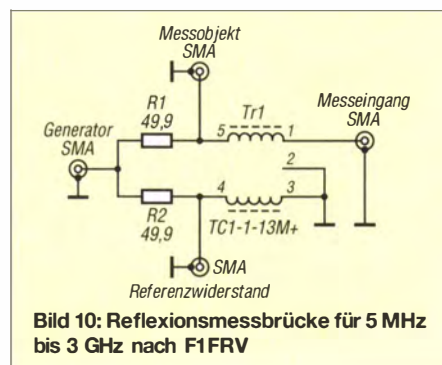 Messobjekt
SMA
R1
49,9
Tr1
Messeingang
SMA
5
1
Generator
SMA
2
R2
49,9
4
3
TC1-1-13M+
SMA
Referenzwiderstand
Bild 10: Reflexionsmessbrücke für 5 MHz
bis 3 GHz nach F1FRV